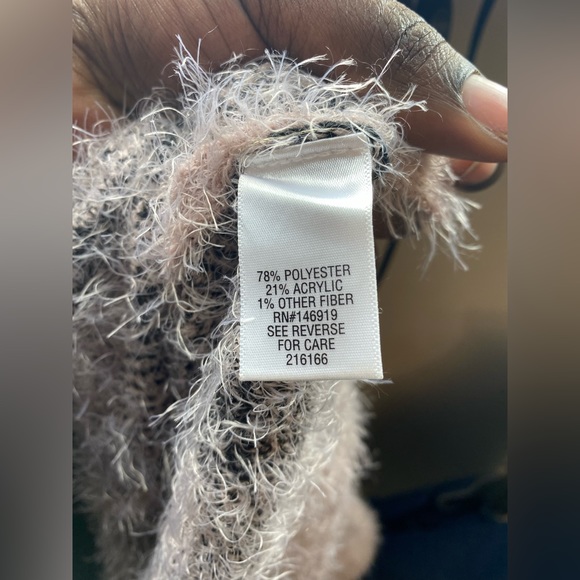 78% POLYESTER
21% ACRYLIC
1% OTHER FIBER
RN#146919
SEE REVERSE
FOR CARE
216166